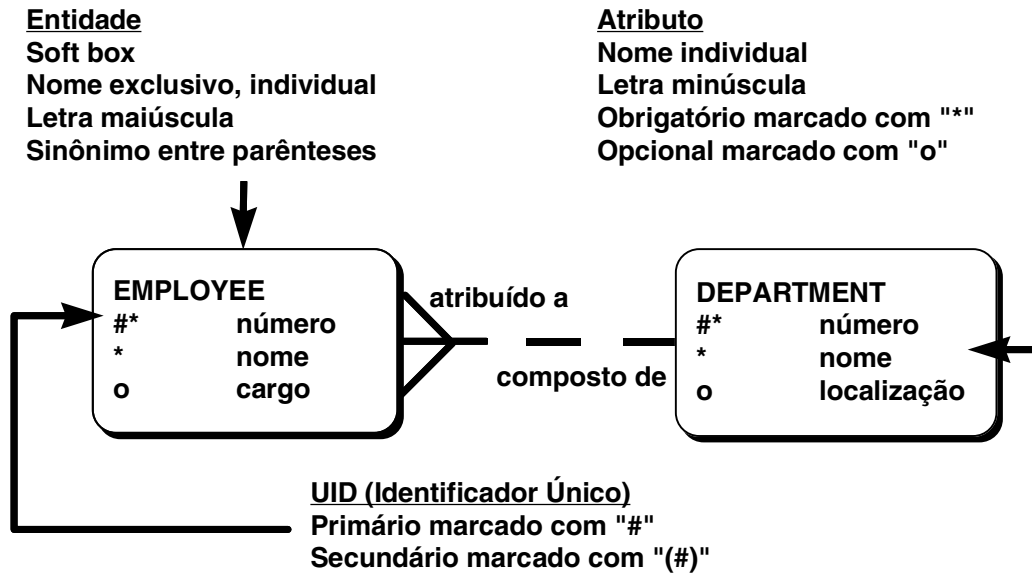 Entidade
Soft box
Nome exclusivo, individual
Letra maiúscula
Sinônimo entre parênteses
Atributo
Nome individual
Letra minúscula
Obrigatório marcado com "*"
Opcional marcado com "o"
EMPLOYEE
#* número
* nome
o cargo
atribuído a
composto de
DEPARTMENT
#* número
* nome
o localização
UID (Identificador Único)
Primário marcado com "#"
Secundário marcado com "(#)"